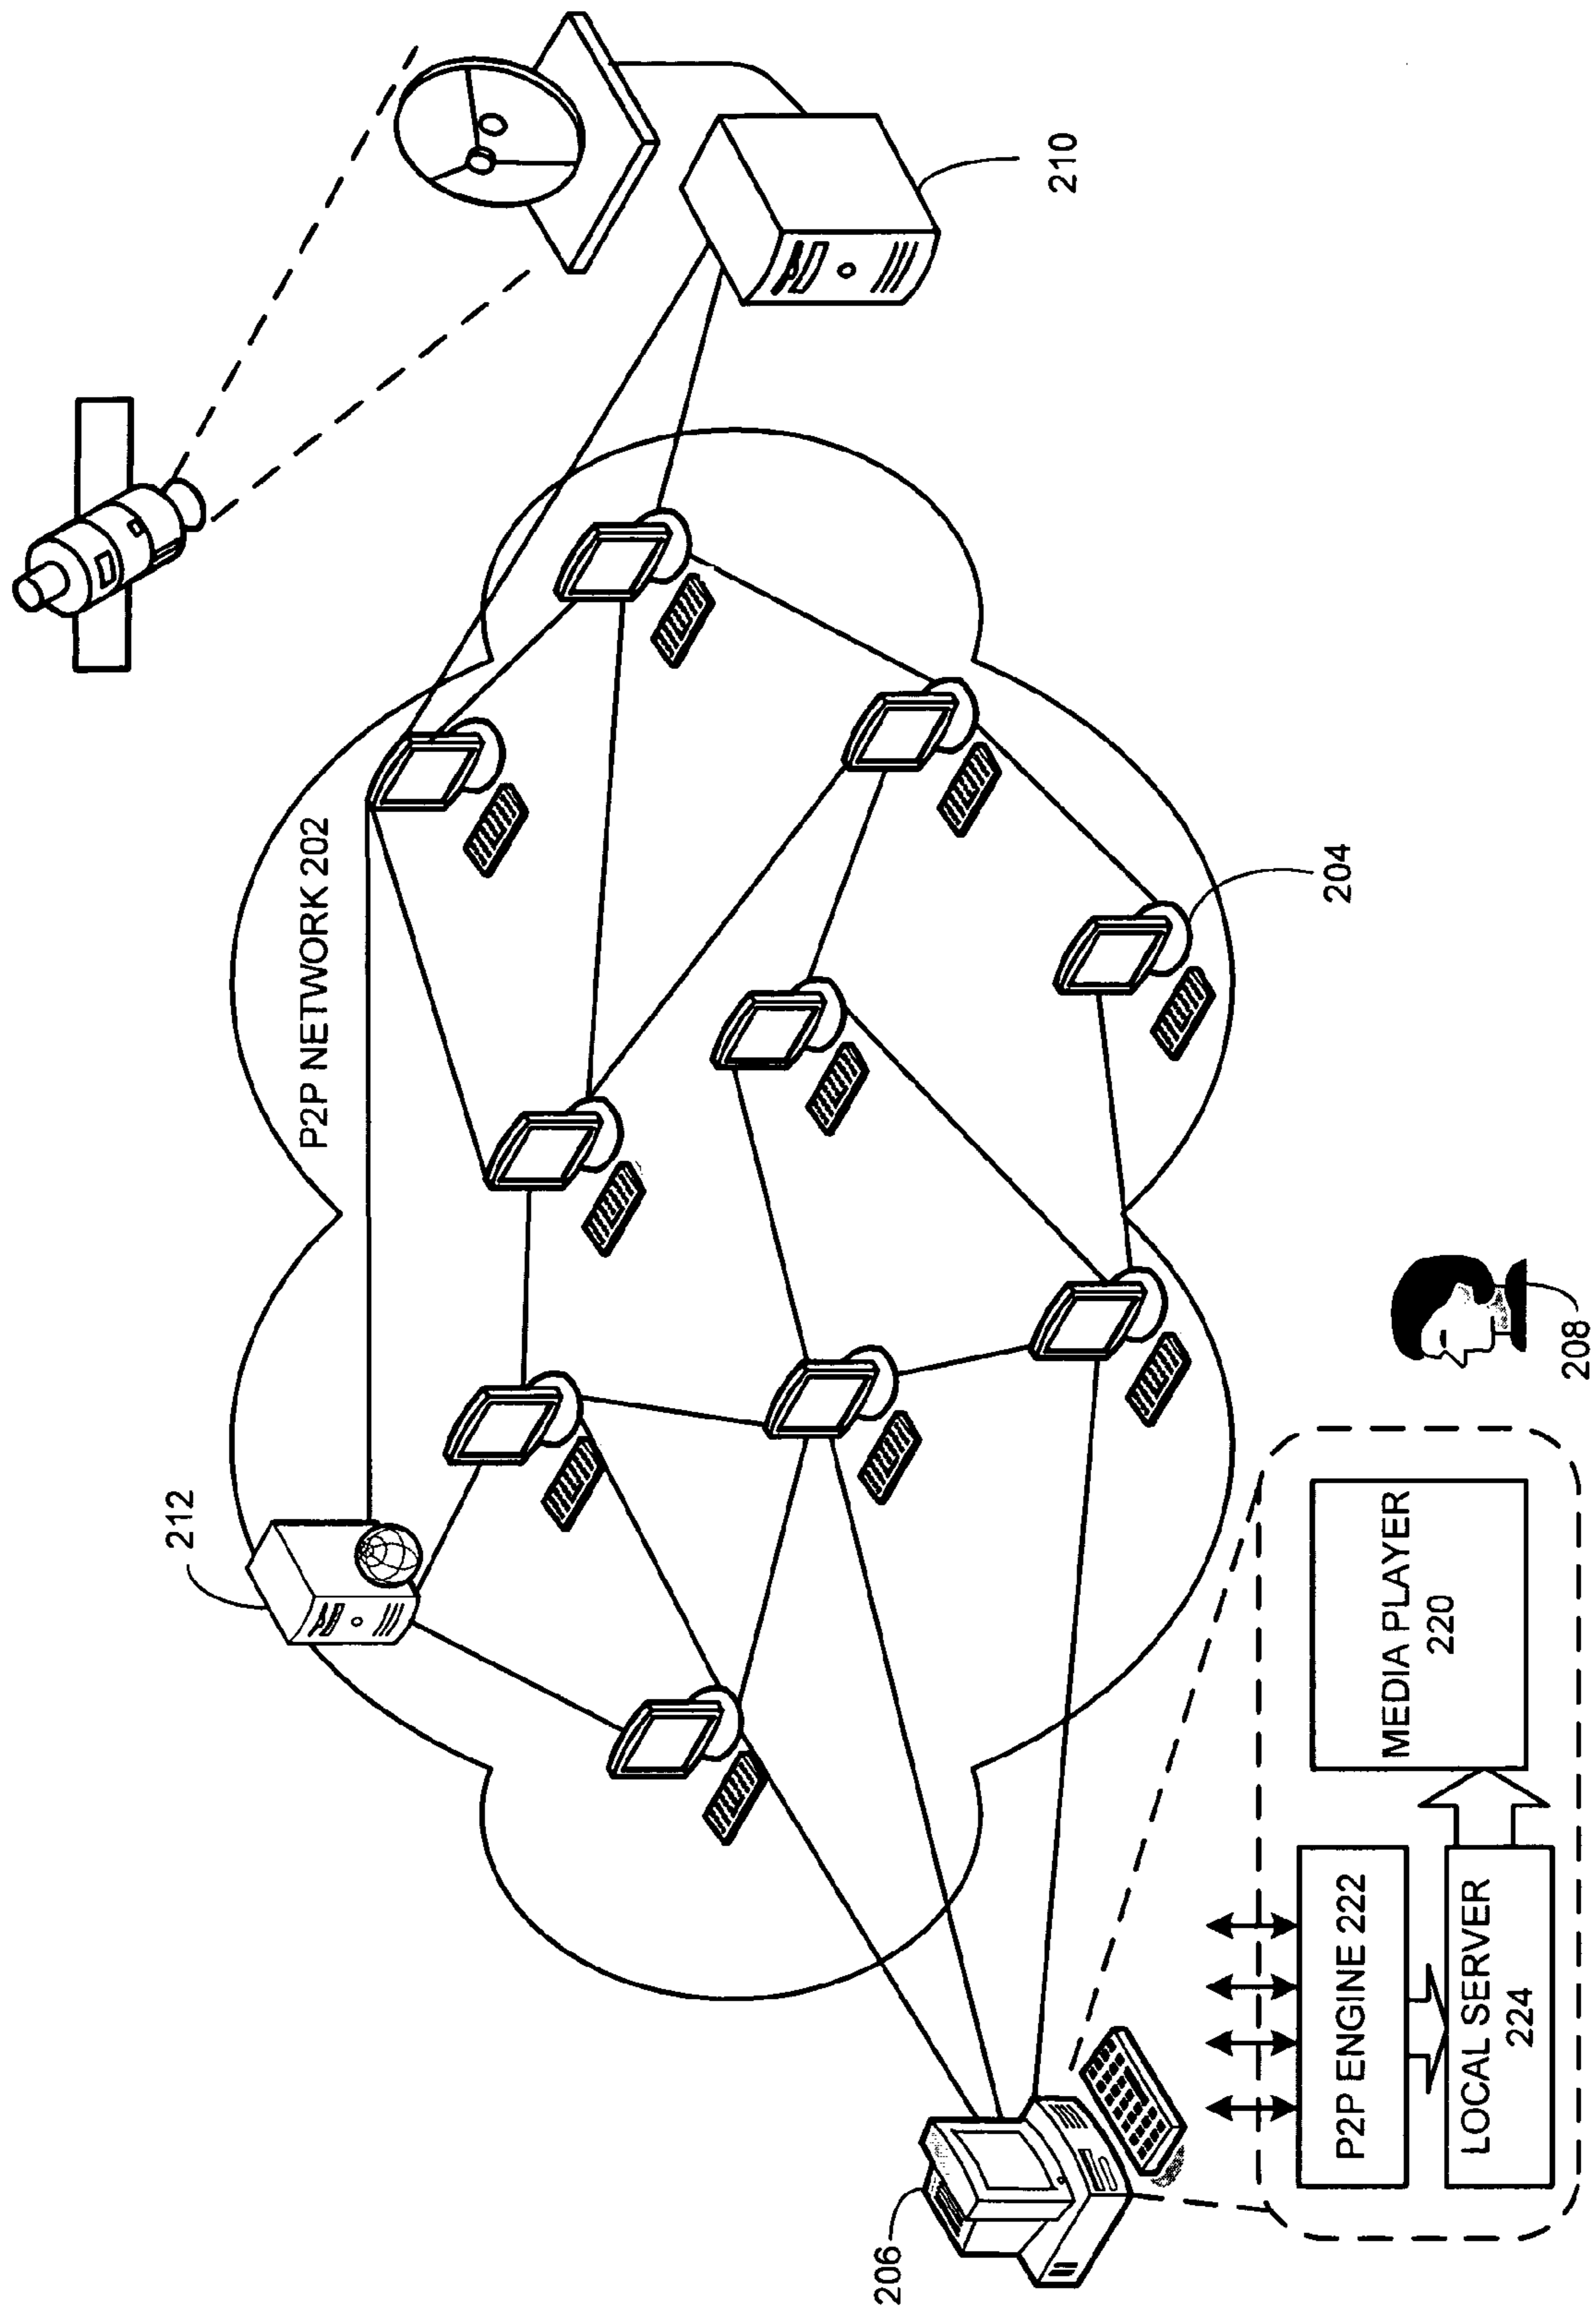 P2P NETWORK 202
212
210
204
206
208
P2P ENGINE 222
LOCAL SERVER
224
MEDIA PLAYER
220